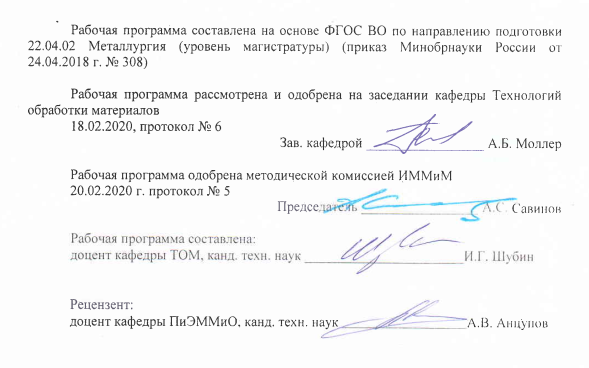 Рабочая программа составлена на основе ФГОС ВО по направлению подготовки
22.04.02 Металлургия (уровень магистратуры) (приказ Минобрнауки России от
24.04.2018 г. № 308)
Рабочая программа рассмотрена и одобрена на заседании кафедры Технологий
обработки материалов
18.02.2020, протокол № 6
Зав. кафедрой А.Б. Моллер
Рабочая программа одобрена методической комиссией ИММиМ
20.02.2020 г. протокол № 5
Председатель А.С. Савинов
Рабочая программа составлена:
доцент кафедры ТОМ, канд. техн. наук И.Г. Шубин
Рецензент:
доцент кафедры ПиЭММиО, канд. техн. наук А.В. Анцупов